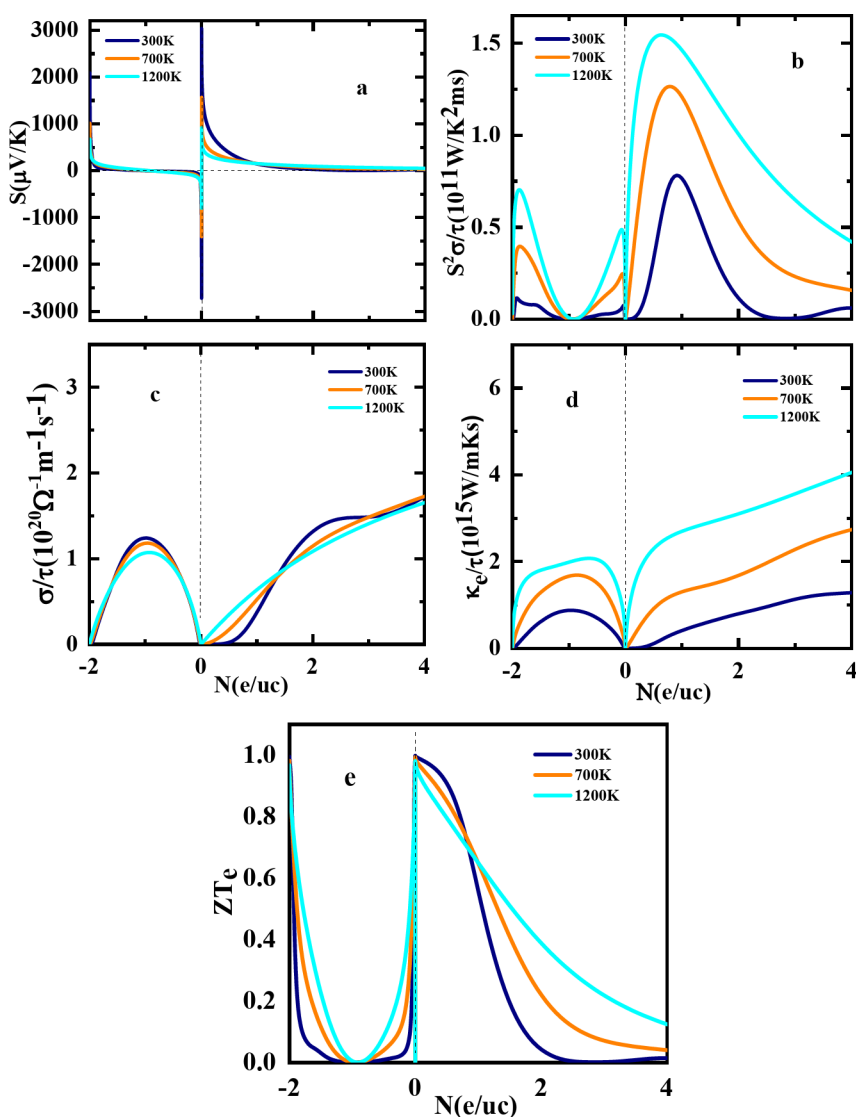 3000
2000
1000
0
-1000
-2000
-3000
S(μV/K)
300K
700K
1200K
a
1.5
1.0
0.5
0.0
S²σ/τ(10¹¹W/K²ms)
300K
700K
1200K
b
3
2
1
0
σ/τ(10²⁰Ω⁻¹m-1s-1)
c
300K
700K
1200K
-2 0 2 4
N(e/uc)
6
4
2
0
κe/τ(10¹⁵W/mKs)
d
300K
700K
1200K
-2 0 2 4
N(e/uc)
1.0
0.8
0.6
0.4
0.2
0.0
ZTe
e
300K
700K
1200K
-2 0 2 4
N(e/uc)